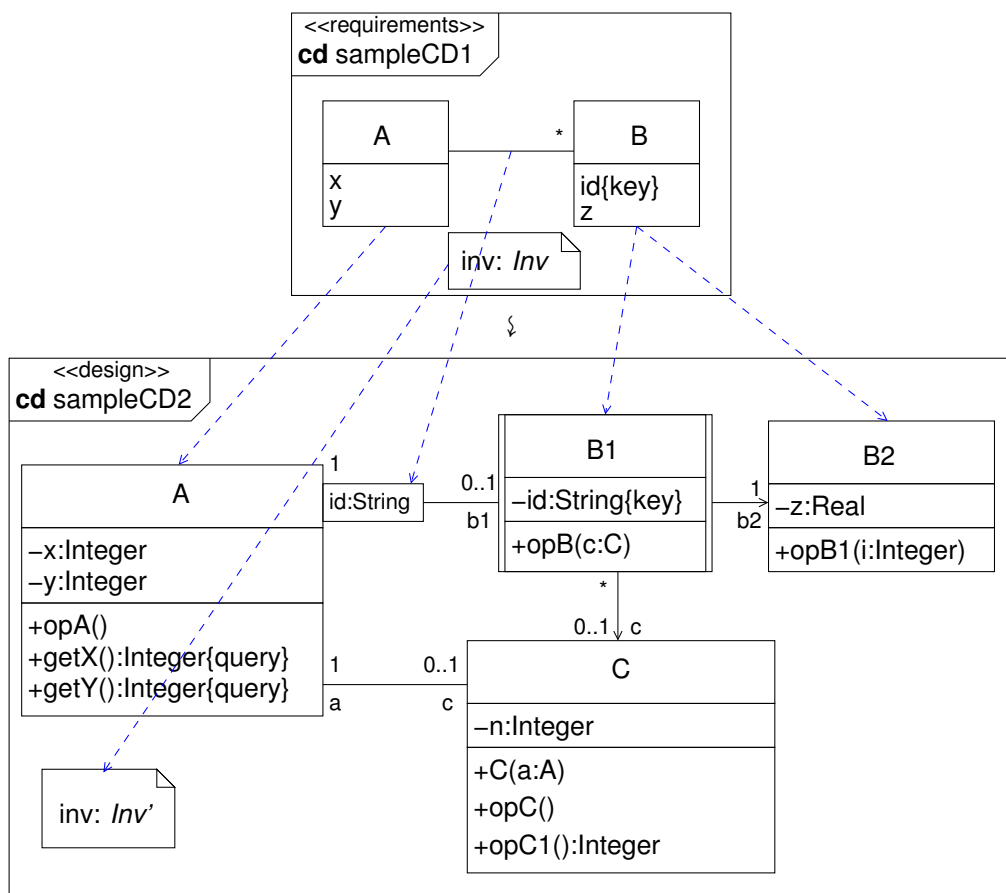 <<requirements>>
cd sampleCD1
A
*
B
x
y
id{key}
z
inv: Inv
<<design>>
cd sampleCD2
A
1
id:String
0..1
b1
B1
1
b2
B2
–x:Integer
–y:Integer
–id:String{key}
–z:Real
+opB(c:C)
+opB1(i:Integer)
+opA()
+getX():Integer{query}
+getY():Integer{query}
*
0..1
c
1
a
0..1
c
C
–n:Integer
+C(a:A)
+opC()
+opC1():Integer
inv: Inv’